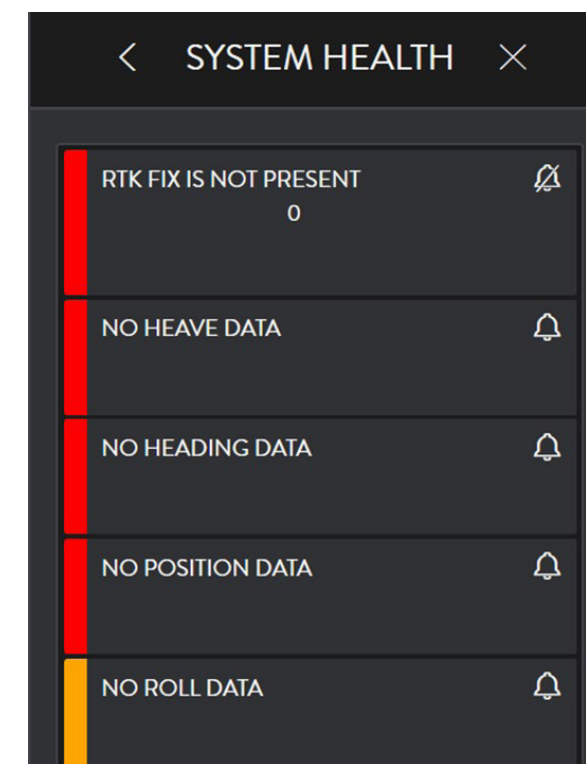 SYSTEM HEALTH
RTK FIX IS NOT PRESENT
0
NO HEAVE DATA
NO HEADING DATA
NO POSITION DATA
NO ROLL DATA